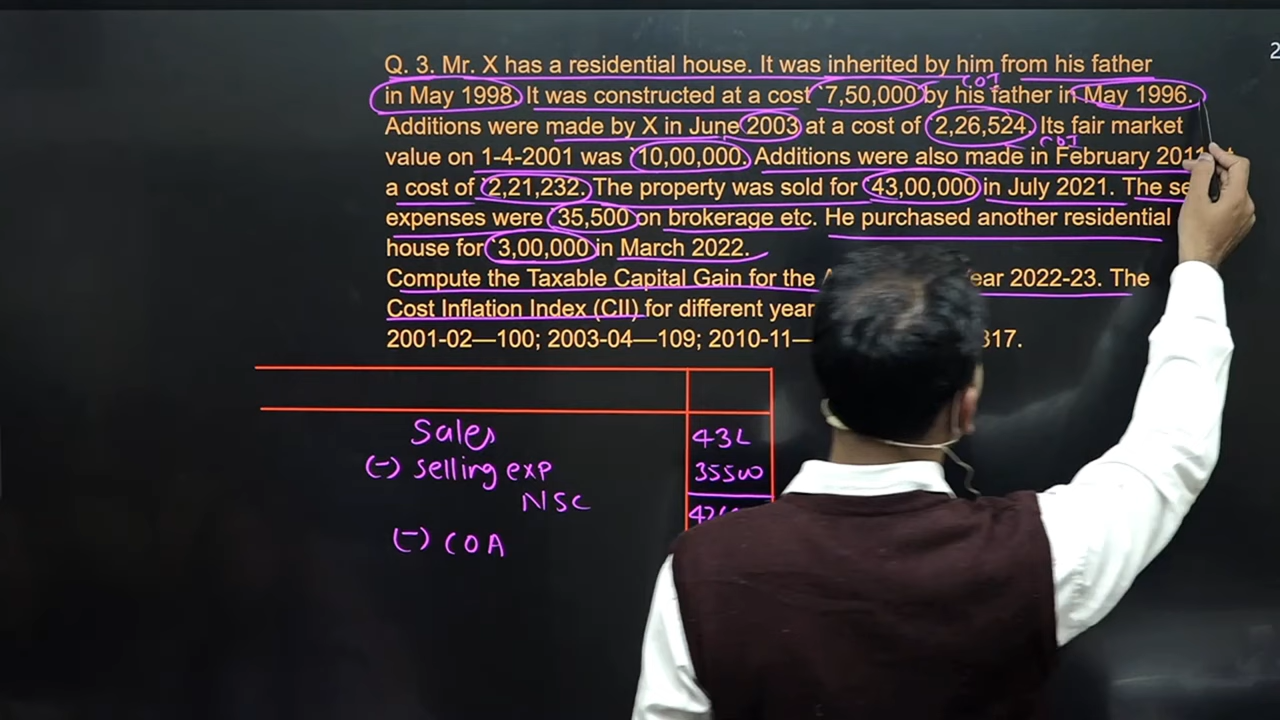 2
Q. 3. Mr. X has a residential house. It was inherited by him from his father
in May 1998. It was constructed at a cost `7,50,000 by his father in May 1996.
COI
Additions were made by X in June 2003 at a cost of `2,26,524. Its fair market
COI
value on 1-4-2001 was `10,00,000. Additions were also made in February 2011
a cost of `2,21,232. The property was sold for `43,00,000 in July 2021. The
expenses were `35,500 on brokerage etc. He purchased another residential
house for `3,00,000 in March 2022.
Compute the Taxable Capital Gain for the 2022-23. The
Cost Inflation Index (CII) for different
2001-02—100; 2003-04—109; 2010-11— 317.
Sales 43L
(-) Selling exp 35500
NSC
(-) COA